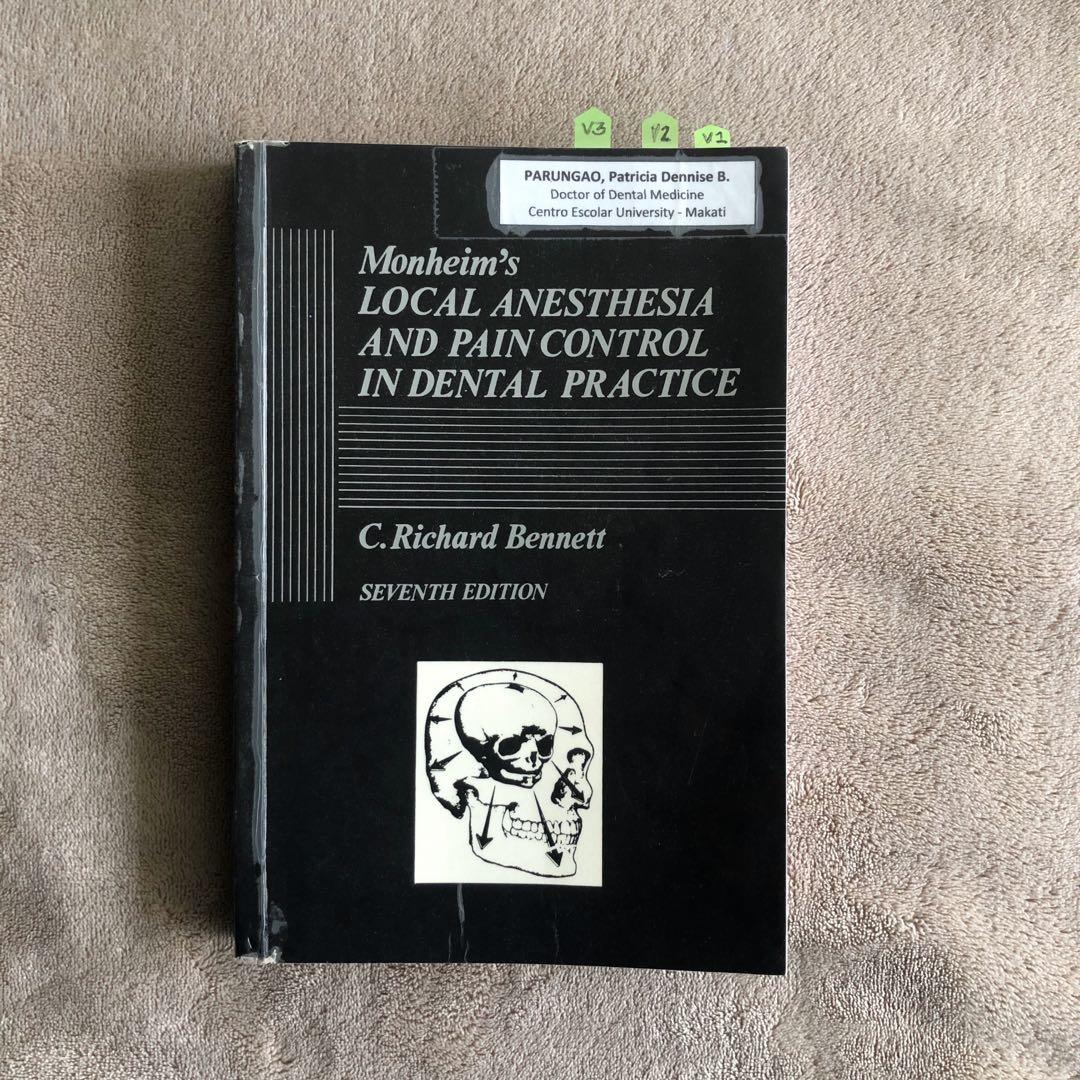 V3 V2 V1
PARUNGAO, Patricia Dennise B.
Doctor of Dental Medicine
Centro Escolar University - Makati
Monheim's
LOCAL ANESTHESIA
AND PAIN CONTROL
IN DENTAL PRACTICE
C. Richard Bennett
SEVENTH EDITION